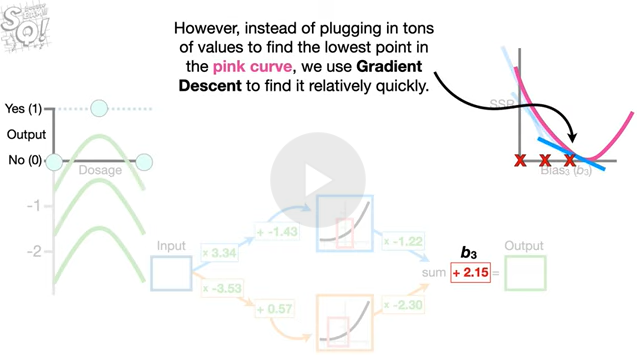 However, instead of plugging in tons
of values to find the lowest point in
the pink curve, we use Gradient
Descent to find it relatively quickly.
SQ!
Yes (1)
Output
No (0)
Dosage
-1
-2
SSR
Bias₃ (b₃)
Input
x 3.34
+ -1.43
x -1.22
x -3.53
+ 0.57
x -2.30
b₃
sum + 2.15 =
Output